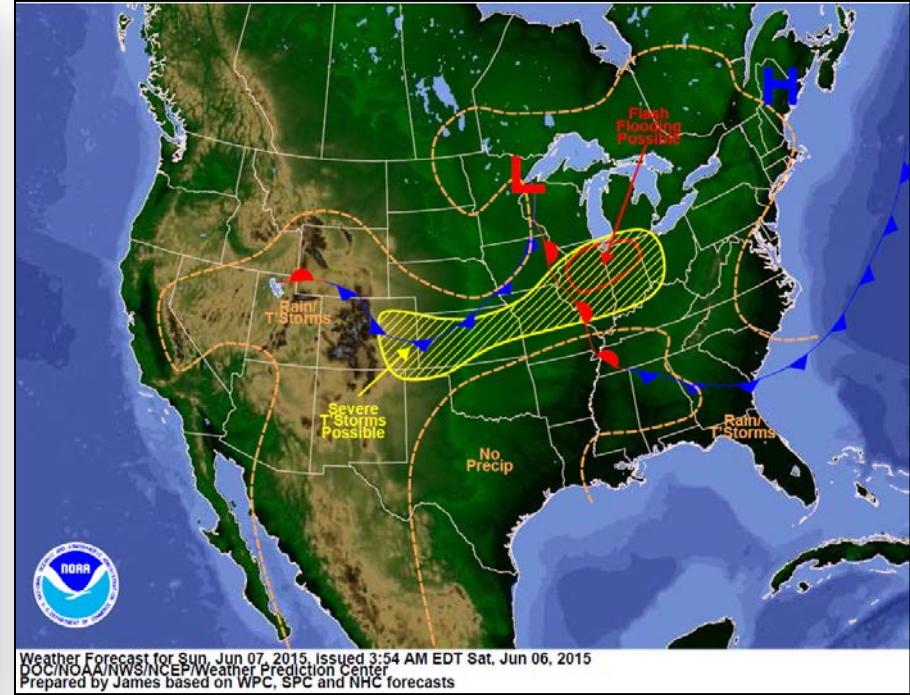 H
Flash
Flooding
Possible
L
Rain/
T'Storms
Severe
T'Storms
Possible
No
Precip
Rain/
T'Storms
NOAA
Weather Forecast for Sun, Jun 07, 2015, issued 3:54 AM EDT Sat, Jun 06, 2015
DOC/NOAA/NWS/NCEP/Weather Prediction Center
Prepared by James based on WPC, SPC and NHC forecasts